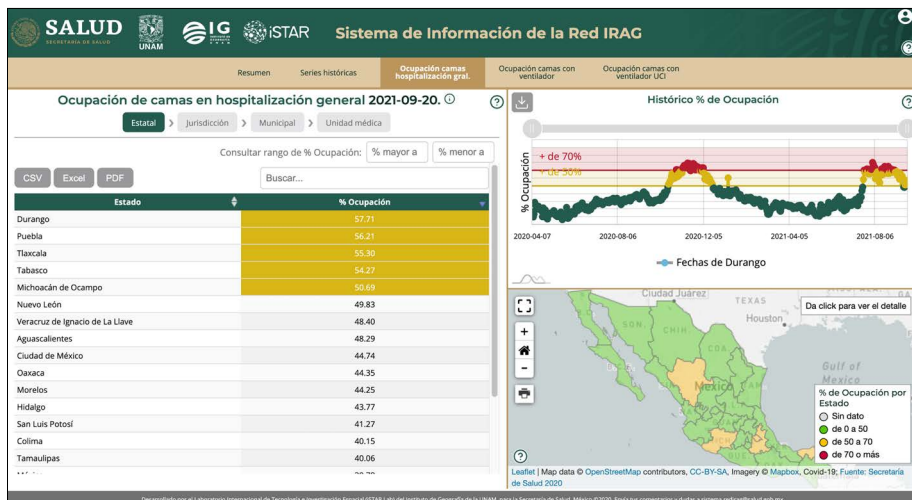 SALUD
SECRETARÍA DE SALUD
UNAM
IG
iSTAR
Sistema de Información de la Red IRAG
Resumen
Series históricas
Ocupación camas hospitalización gral.
Ocupación camas con ventilador
Ocupación camas con ventilador UCI
Ocupación de camas en hospitalización general 2021-09-20.
Estatal
Jurisdicción
Municipal
Unidad médica
Consultar rango de % Ocupación: % mayor a % menor a
CSV Excel PDF Buscar...
Estado % Ocupación
Durango 57.71
Puebla 56.21
Tlaxcala 55.30
Tabasco 54.27
Michoacán de Ocampo 50.69
Nuevo León 49.83
Veracruz de Ignacio de La Llave 48.40
Aguascalientes 48.29
Ciudad de México 44.74
Oaxaca 44.35
Morelos 44.25
Hidalgo 43.77
San Luis Potosí 41.27
Colima 40.15
Tamaulipas 40.06
Histórico % de Ocupación
% Ocupación
+ de 70%
+ de 50%
2020-04-07 2020-08-06 2020-12-05 2021-04-05 2021-08-06
Fechas de Durango
Ciudad Juárez
TEXAS
Houston
Da click para ver el detalle
SON.
CHIH.
COA.
Gulf of
Mexico
México
% de Ocupación por
Estado
Sin dato
de 0 a 50
de 50 a 70
de 70 o más
Leaflet | Map data © OpenStreetMap contributors, CC-BY-SA, Imagery © Mapbox, Covid-19; Fuente: Secretaría
de Salud 2020